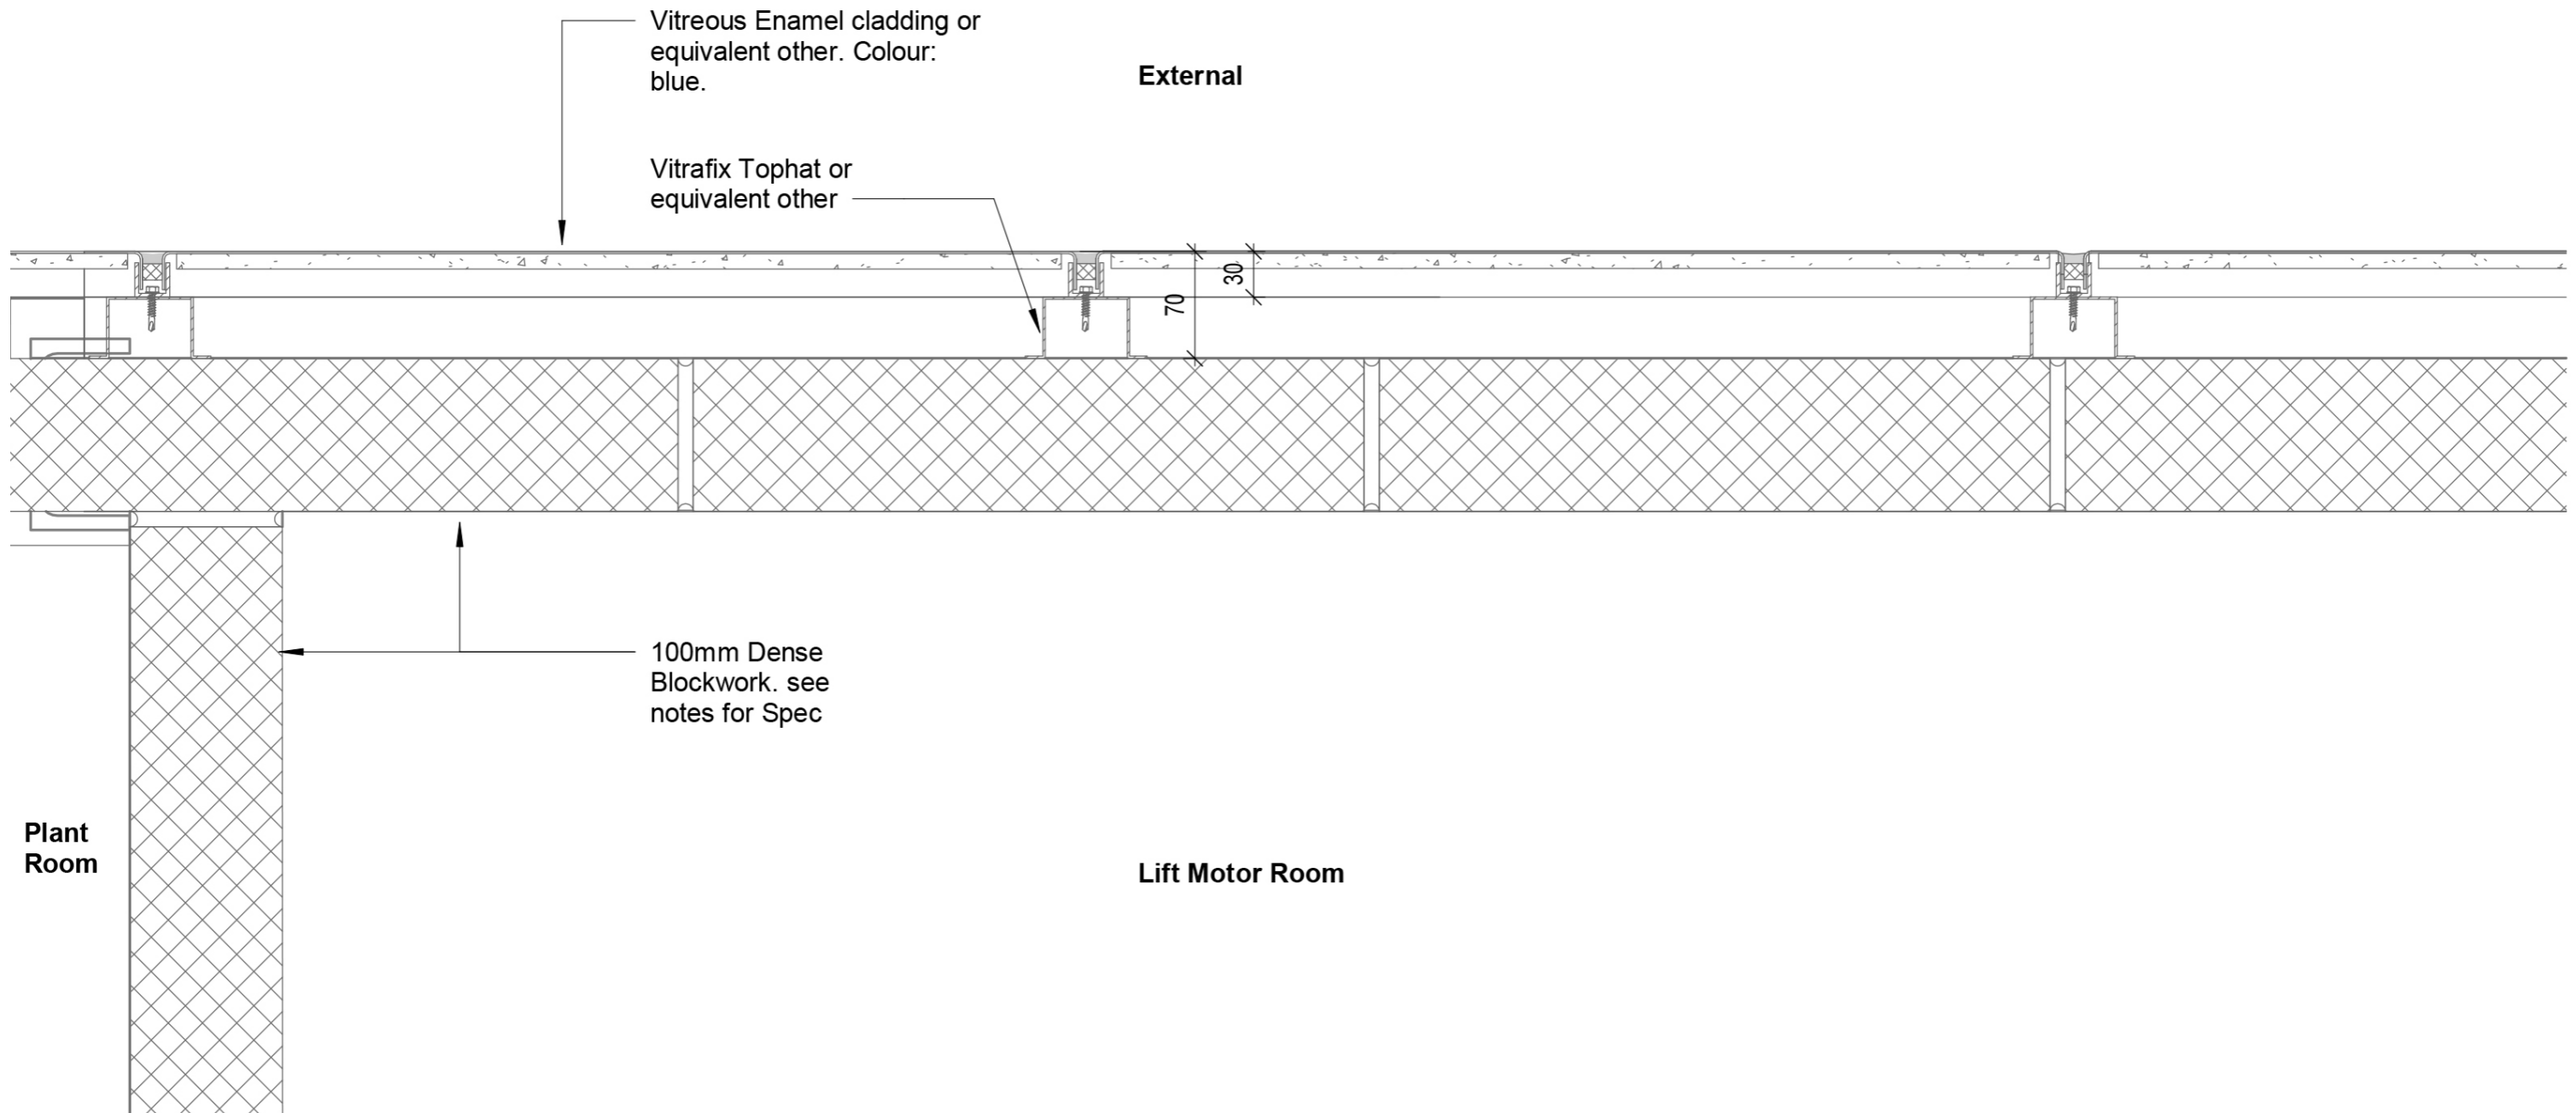 Vitreous Enamel cladding or
equivalent other. Colour:
blue.
External
Vitrafix Tophat or
equivalent other
30
70
100mm Dense
Blockwork. see
notes for Spec
Plant
Room
Lift Motor Room